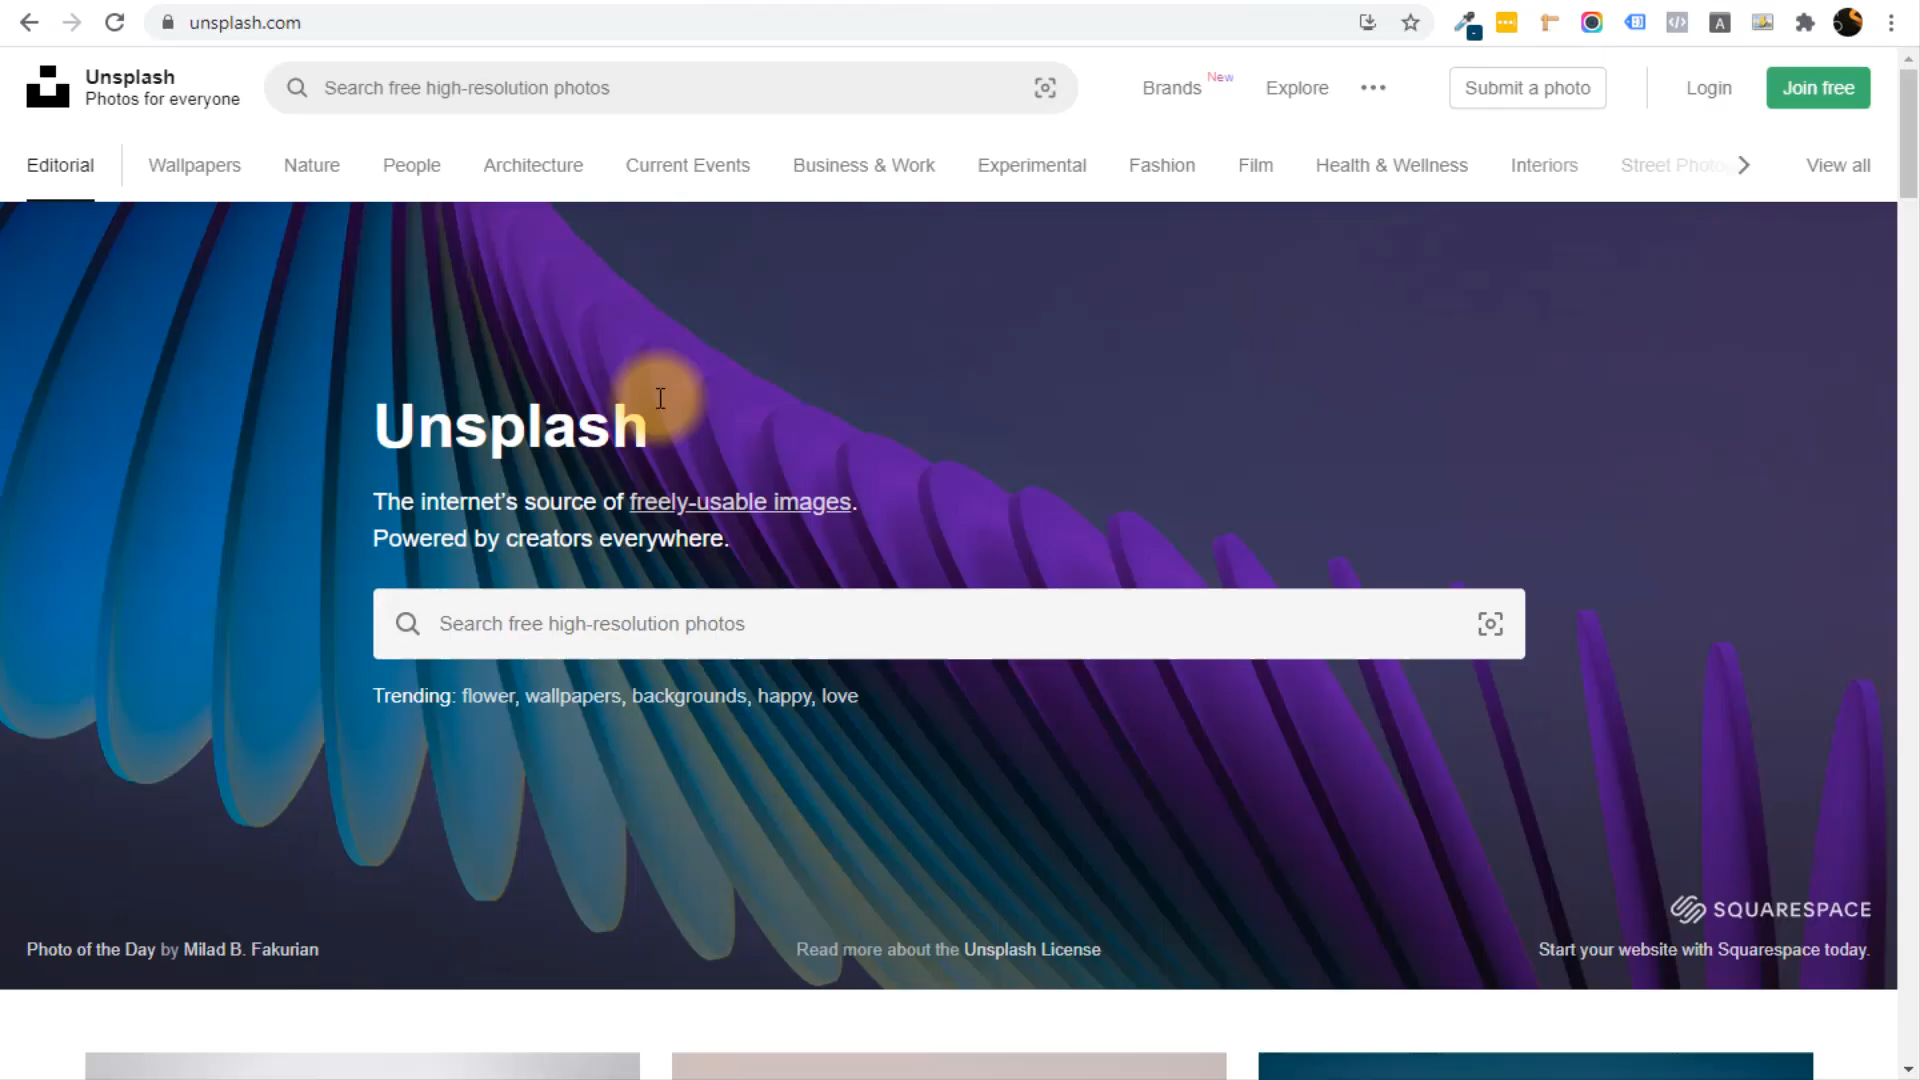 unsplash.com
Unsplash
Photos for everyone
Search free high-resolution photos
Brands New
Explore
Submit a photo
Login
Join free
Editorial
Wallpapers
Nature
People
Architecture
Current Events
Business & Work
Experimental
Fashion
Film
Health & Wellness
Interiors
Street Photo
View all
Unsplash
The internet’s source of freely-usable images.
Powered by creators everywhere.
Search free high-resolution photos
Trending: flower, wallpapers, backgrounds, happy, love
SQUARESPACE
Photo of the Day by Milad B. Fakurian
Read more about the Unsplash License
Start your website with Squarespace today.